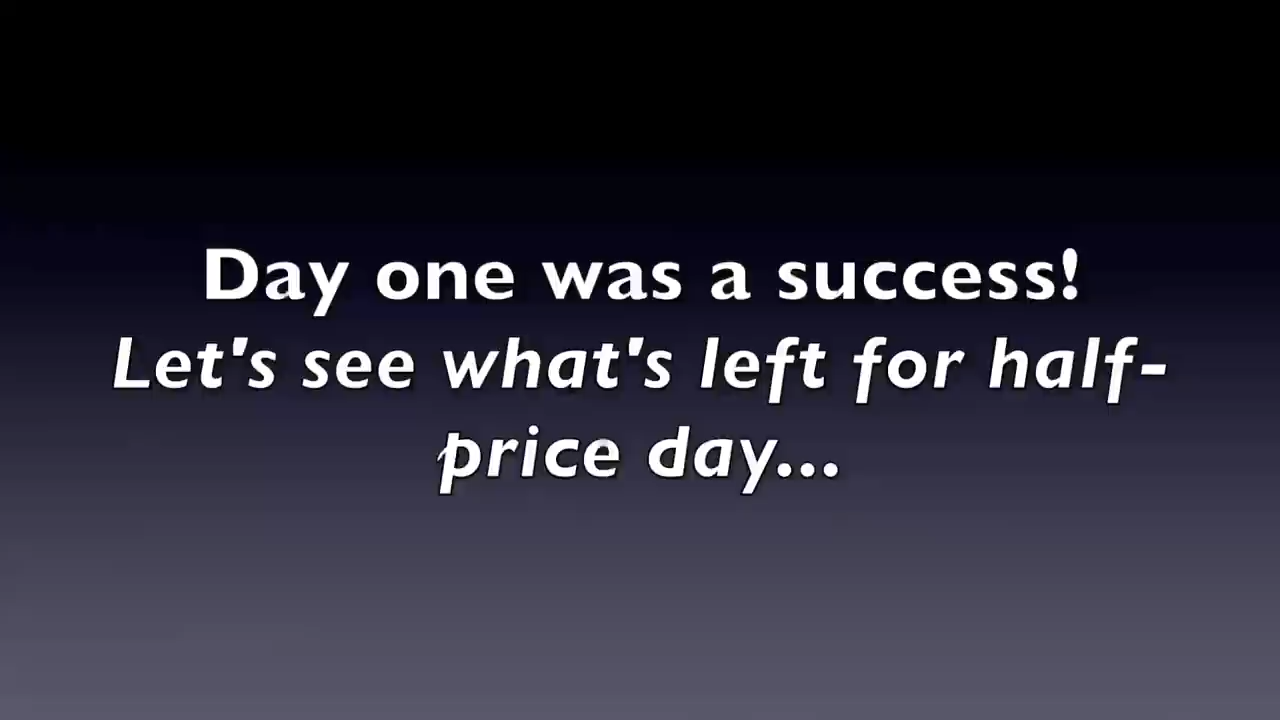 Day one was a success!
Let's see what's left for half-
price day...